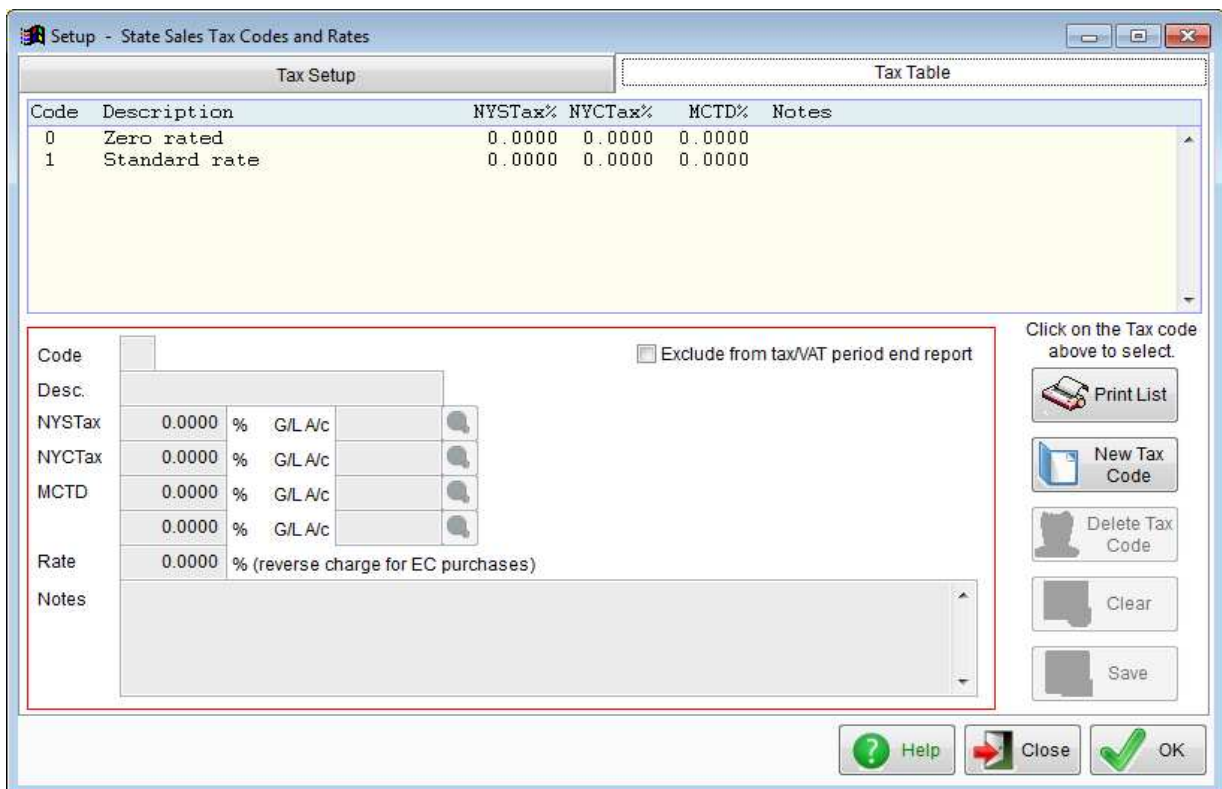 Setup - State Sales Tax Codes and Rates
Tax Setup Tax Table
Code Description NYSTax% NYCTax% MCTD% Notes
0 Zero rated 0.0000 0.0000 0.0000
1 Standard rate 0.0000 0.0000 0.0000
Click on the Tax code
above to select.
Code Exclude from tax/VAT period end report
Desc.
NYSTax 0.0000 % G/L A/c
NYCTax 0.0000 % G/L A/c
MCTD 0.0000 % G/L A/c
0.0000 % G/L A/c
Rate 0.0000 % (reverse charge for EC purchases)
Notes
Print List
New Tax
Code
Delete Tax
Code
Clear
Save
? Help Close OK